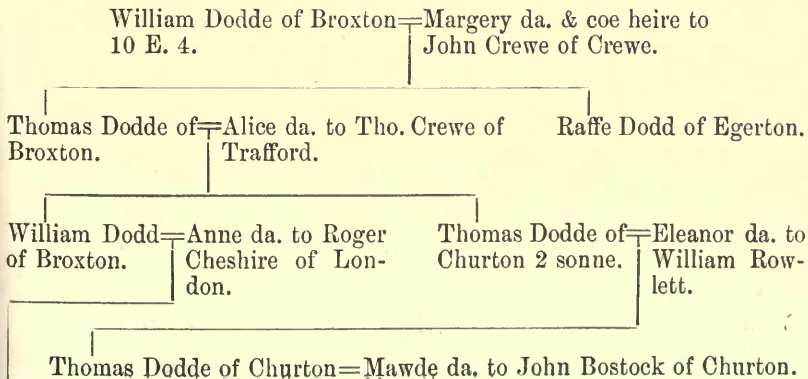 William Dodde of Broxton=Margery da. & coe heire to
10 E. 4. John Crewe of Crewe.
Thomas Dodde of=Alice da. to Tho. Crewe of Raffe Dodd of Egerton.
Broxton. Trafford.
William Dodd=Anne da. to Roger Thomas Dodde of=Eleanor da. to
of Broxton. Cheshire of Lon- Churton 2 sonne. William Row-
don. lett.
Thomas Dodde of Churton=Mawde da. to John Bostock of Churton.